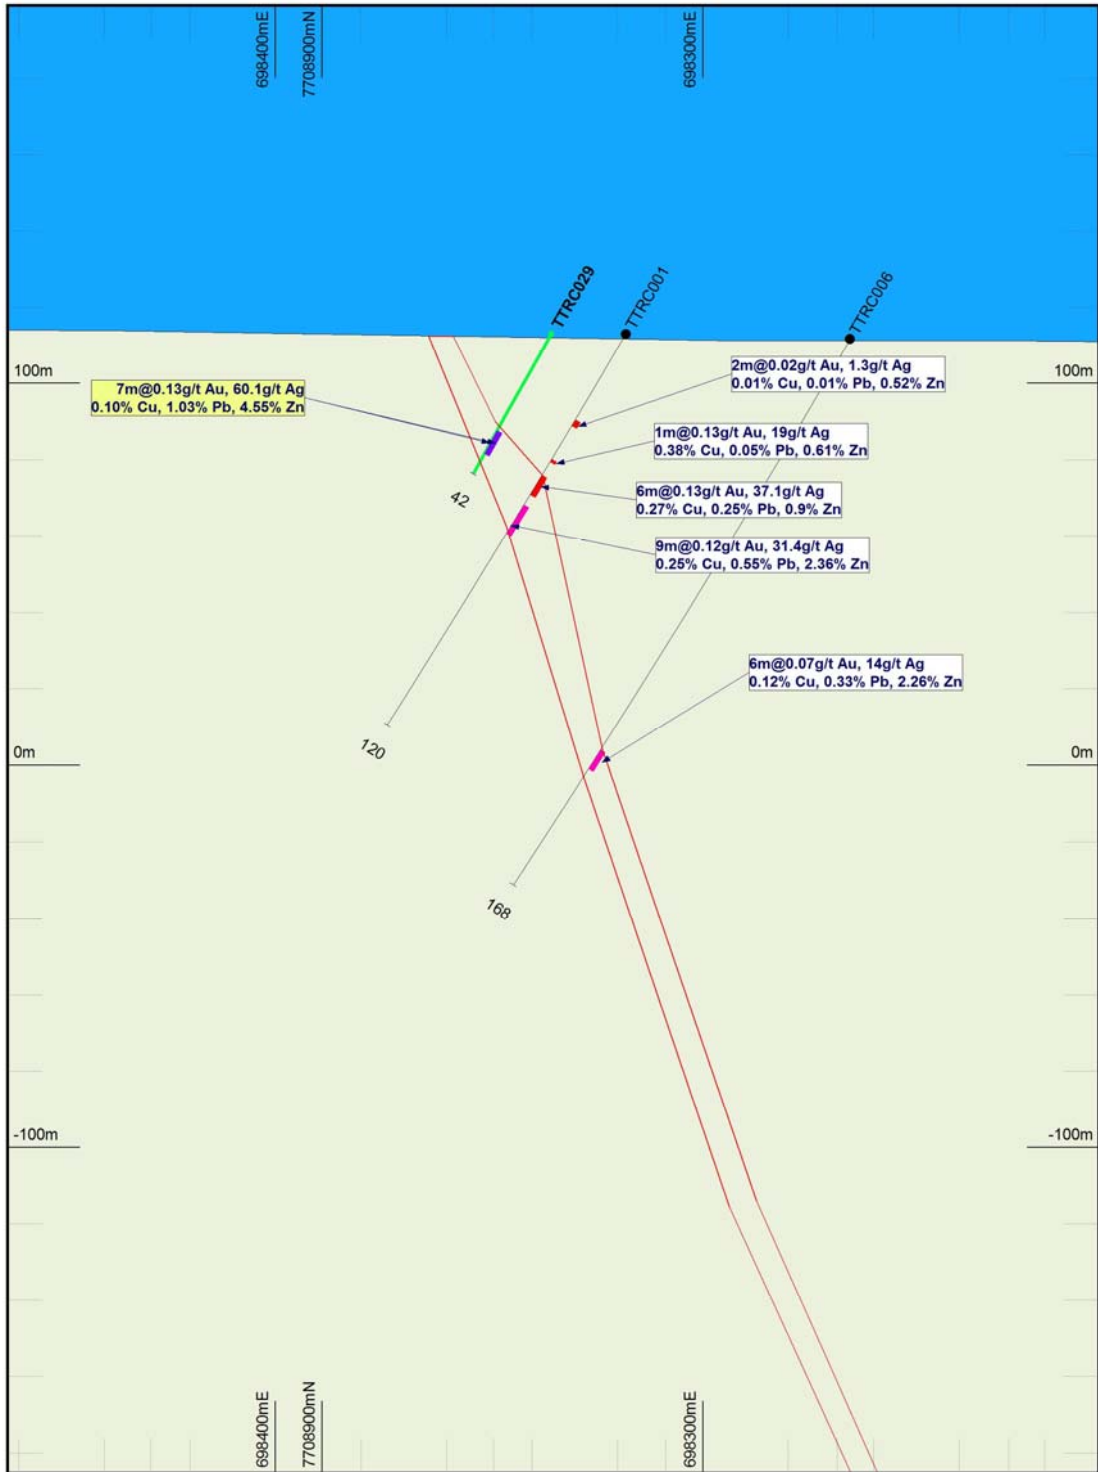 698400mE
7708900mN
698300mE
TTRC029
TTRC001
TTRC006
100m
100m
2m@0.02g/t Au, 1.3g/t Ag
0.01% Cu, 0.01% Pb, 0.52% Zn
7m@0.13g/t Au, 60.1g/t Ag
0.10% Cu, 1.03% Pb, 4.55% Zn
1m@0.13g/t Au, 19g/t Ag
0.38% Cu, 0.05% Pb, 0.61% Zn
42
6m@0.13g/t Au, 37.1g/t Ag
0.27% Cu, 0.25% Pb, 0.9% Zn
9m@0.12g/t Au, 31.4g/t Ag
0.25% Cu, 0.55% Pb, 2.36% Zn
6m@0.07g/t Au, 14g/t Ag
0.12% Cu, 0.33% Pb, 2.26% Zn
120
0m
0m
168
-100m
-100m
698400mE
7708900mN
698300mE